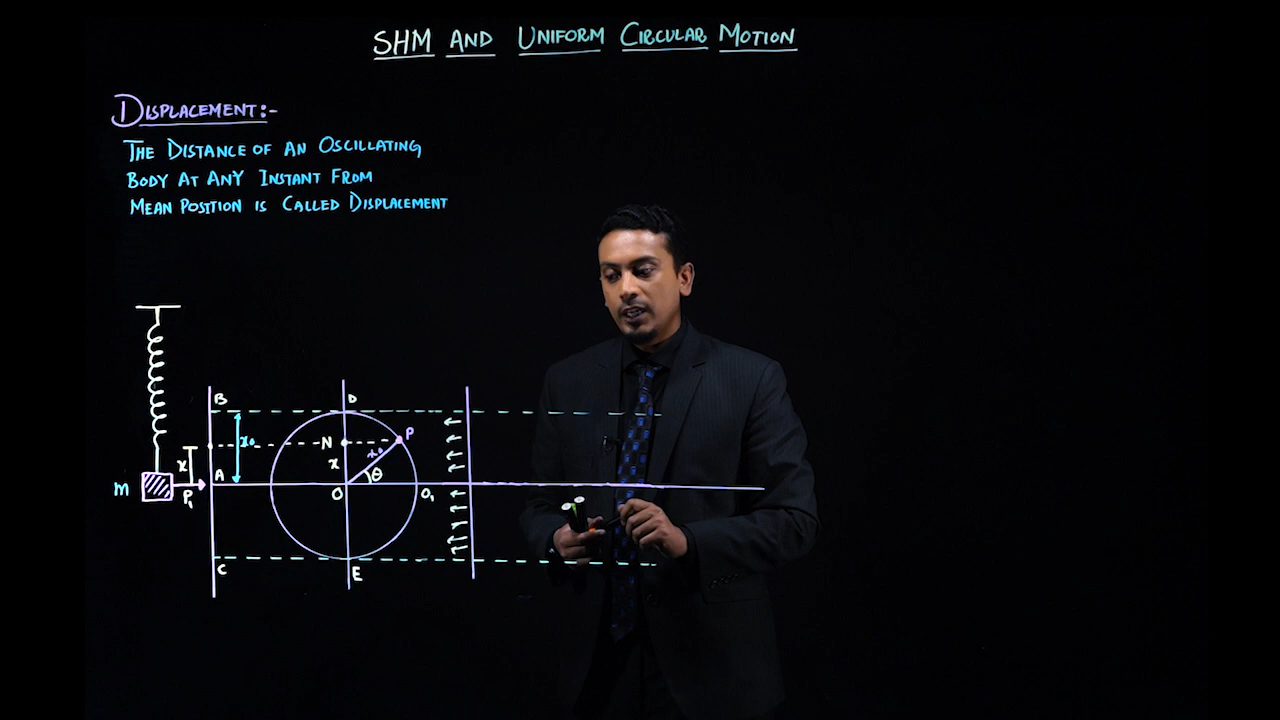 SHM AND UNIFORM CIRCULAR MOTION
DISPLACEMENT:-
THE DISTANCE OF AN OSCILLATING
BODY AT ANY INSTANT FROM
MEAN POSITION IS CALLED DISPLACEMENT
B
D
x₀
N
P
x₀
x
x
A
θ
m
P₁
O
O₁
C
E